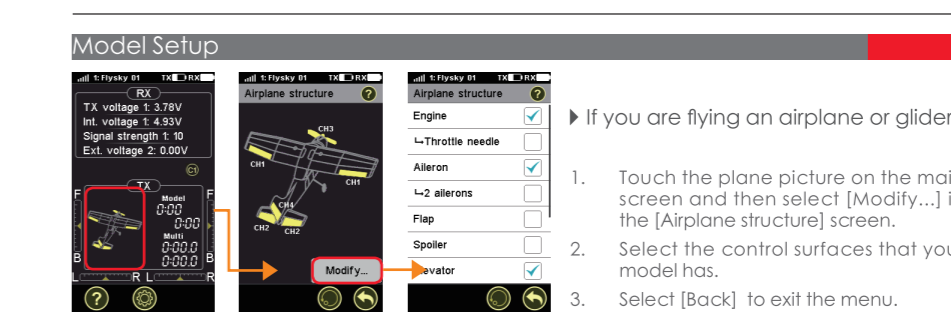 Model Setup
1: Flysky 01 TX RX
RX
TX voltage 1: 3.78V
Int. voltage 1: 4.93V
Signal strength 1: 10
Ext. voltage 2: 0.00V
C1
TX
F
F
Model
0:00
0:00
Multi
0:00.0
0:00.0
B
B
L R L R
?
1: Flysky 01 TX RX
Airplane structure ?
CH3
CH1
CH1
CH4
CH2 CH2
Modify...
1: Flysky 01 TX RX
Airplane structure ?
Engine
Throttle needle
Aileron
2 ailerons
Flap
Spoiler
evator
If you are flying an airplane or glider
1. Touch the plane picture on the mai
screen and then select [Modify...] i
the [Airplane structure] screen.
2. Select the control surfaces that you
model has.
3. Select [Back] to exit the menu.